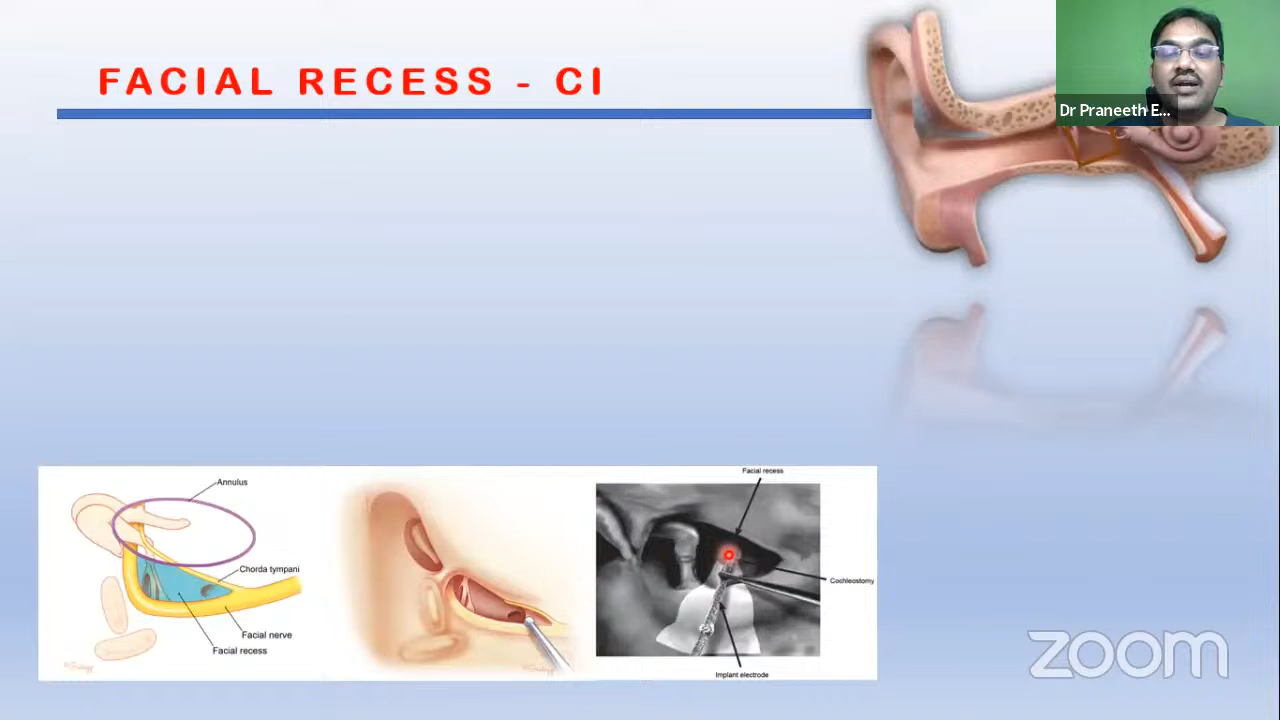 FACIAL RECESS - CI
Dr Praneeth E...
Annulus
Chorda tympani
Facial nerve
Facial recess
Facial recess
Cochleostomy
Implant electrode
zoom